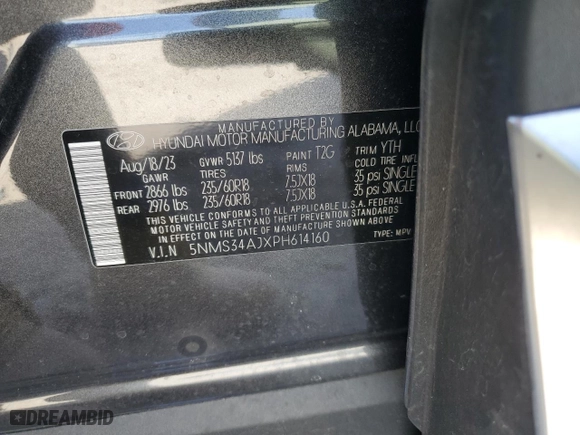 MANUFACTURED BY
HYUNDAI MOTOR MANUFACTURING ALABAMA, LLC
Aug/18/23 GVWR 5137 lbs PAINT T2G TRIM YTH
GAWR TIRES RIMS COLD TIRE INFL
FRONT 2866 lbs 235/60R18 7.5JX18 35 psi SINGLE
REAR 2976 lbs 235/60R18 7.5JX18 35 psi SINGLE
THIS VEHICLE CONFORMS TO ALL APPLICABLE U.S.A. FEDERAL
MOTOR VEHICLE SAFETY AND THEFT PREVENTION STANDARDS
IN EFFECT ON THE DATE OF MANUFACTURE SHOWN ABOVE.
V.I.N 5NMS34AJXPH614160 TYPE: MPV
DREAMBID